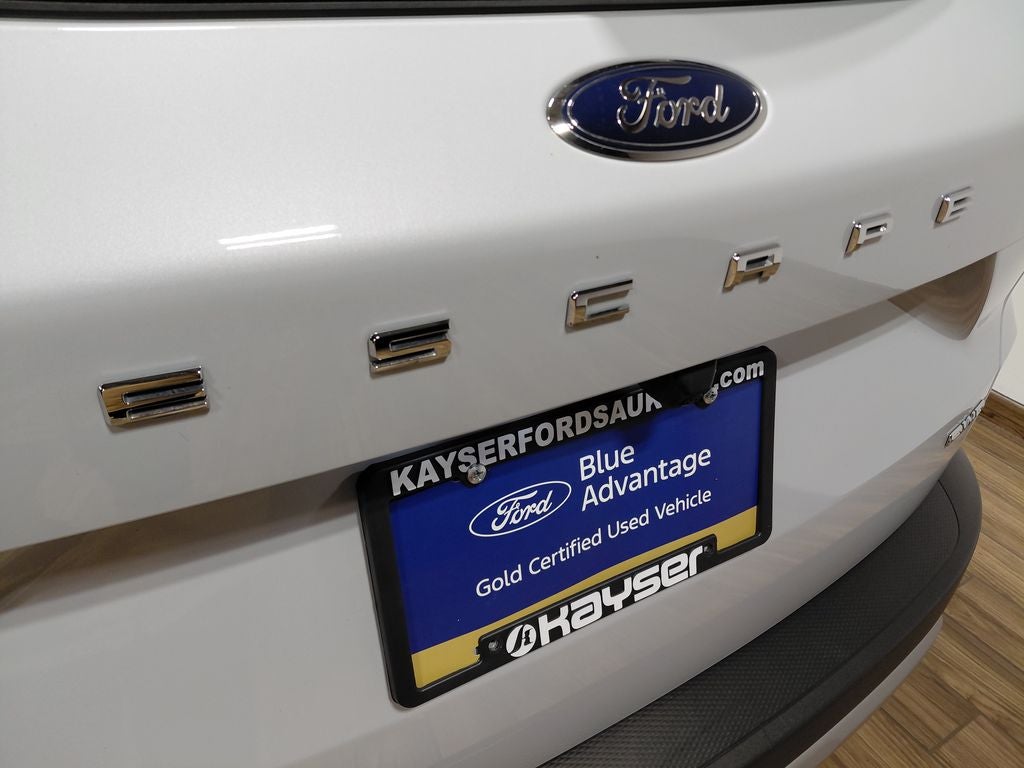 Ford
ESCAPE
KAYSERFORDSAUK .com
Ford
Blue
Advantage
Gold Certified Used Vehicle
kayser